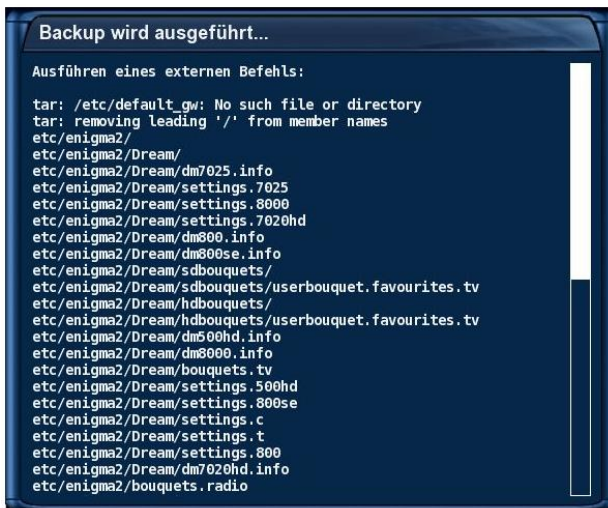 Backup wird ausgeführt...
Ausführen eines externen Befehls:
tar: /etc/default_gw: No such file or directory
tar: removing leading '/' from member names
etc/enigma2/
etc/enigma2/Dream/
etc/enigma2/Dream/dm7025.info
etc/enigma2/Dream/settings.7025
etc/enigma2/Dream/settings.8000
etc/enigma2/Dream/settings.7020hd
etc/enigma2/Dream/dm800.info
etc/enigma2/Dream/dm800se.info
etc/enigma2/Dream/sdbouquets/
etc/enigma2/Dream/sdbouquets/userbouquet.favourites.tv
etc/enigma2/Dream/hdbouquets/
etc/enigma2/Dream/hdbouquets/userbouquet.favourites.tv
etc/enigma2/Dream/dm500hd.info
etc/enigma2/Dream/dm8000.info
etc/enigma2/Dream/bouquets.tv
etc/enigma2/Dream/settings.500hd
etc/enigma2/Dream/settings.800se
etc/enigma2/Dream/settings.c
etc/enigma2/Dream/settings.t
etc/enigma2/Dream/settings.800
etc/enigma2/Dream/dm7020hd.info
etc/enigma2/bouquets.radio